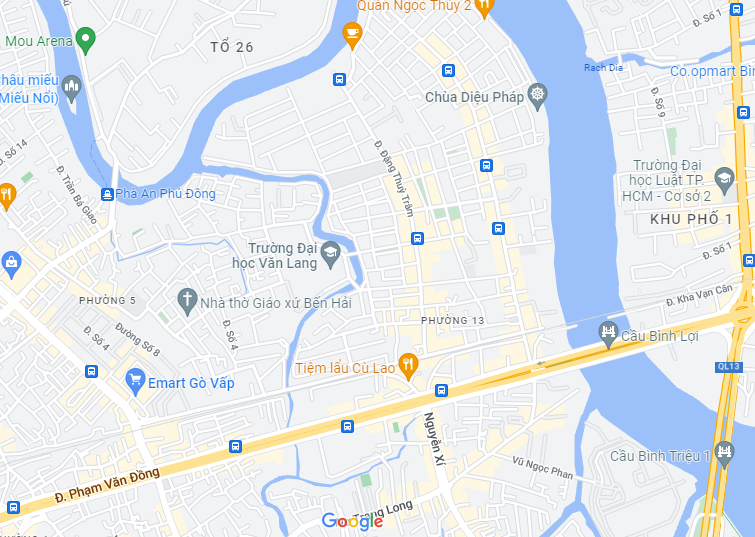 Quán Ngọc Thủy 2
Mou Arena
TỔ 26
Đ. Số 1
Rạch Dĩa
Co.opmart Bìn
Châu miếu
(Miếu Nổi)
Chùa Diệu Pháp
Đ. Số 9
Đ. Số 14
Đ. Đặng Thuỳ Trâm
Trường Đại
học Luật TP.
HCM - Cơ sở 2
Đ. Trần Bá Giao
Phà An Phú Đông
KHU PHỐ 1
Trường Đại
học Văn Lang
Đ. Số 1
PHƯỜNG 5
Nhà thờ Giáo xứ Bến Hải
Đ. Kha Vạn Cân
Đ. Số 4
Đường Số 8
Đ. Số 4
PHƯỜNG 13
Cầu Bình Lợi
Tiệm lẩu Cù Lao
QL13
Emart Gò Vấp
Nguyễn Xí
Cầu Bình Triệu 1
Vũ Ngọc Phan
Đ. Phạm Văn Đồng
Trang Long
Google